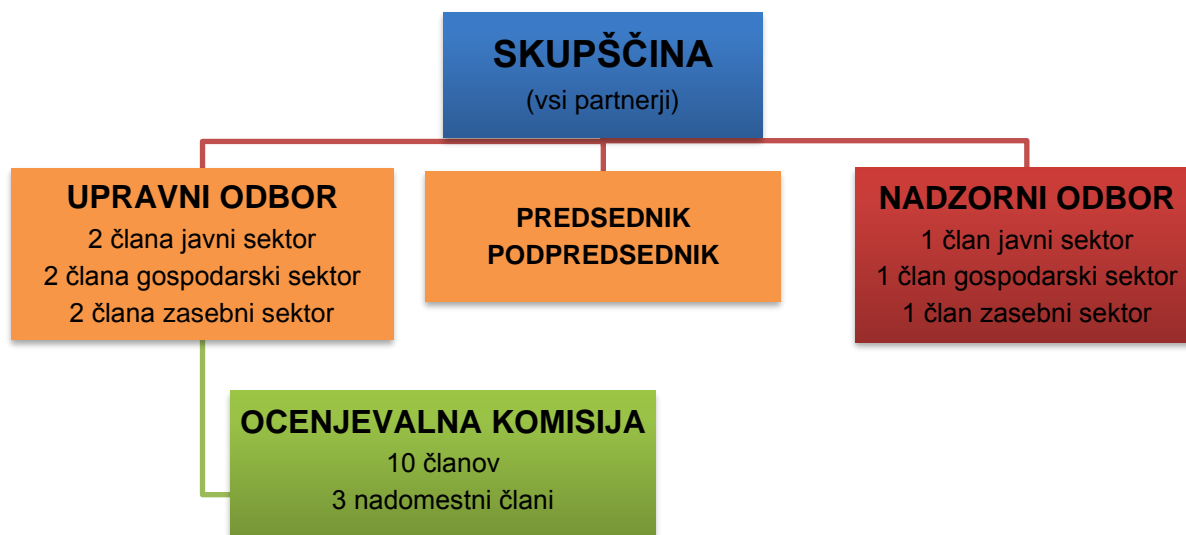 SKUPŠČINA
(vsi partnerji)
UPRAVNI ODBOR
2 člana javni sektor
2 člana gospodarski sektor
2 člana zasebni sektor
PREDSEDNIK
PODPREDSEDNIK
NADZORNI ODBOR
1 član javni sektor
1 član gospodarski sektor
1 član zasebni sektor
OCENJEVALNA KOMISIJA
10 članov
3 nadomestni člani